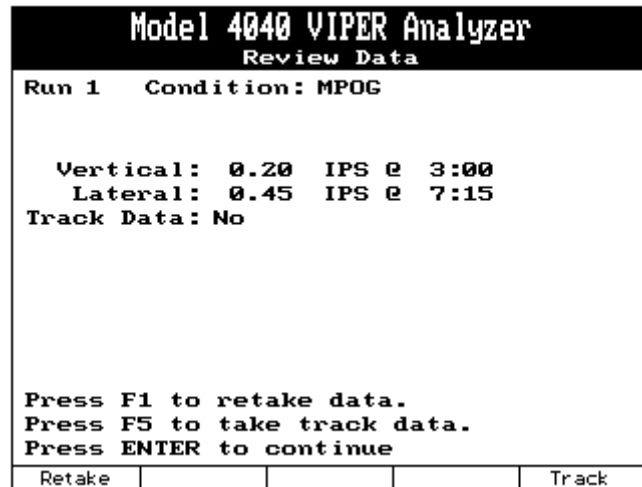 Model 4040 VIPER Analyzer
Review Data
Run 1 Condition: MPOG
Vertical: 0.20 IPS @ 3:00
Lateral: 0.45 IPS @ 7:15
Track Data: No
Press F1 to retake data.
Press F5 to take track data.
Press ENTER to continue
Retake Track